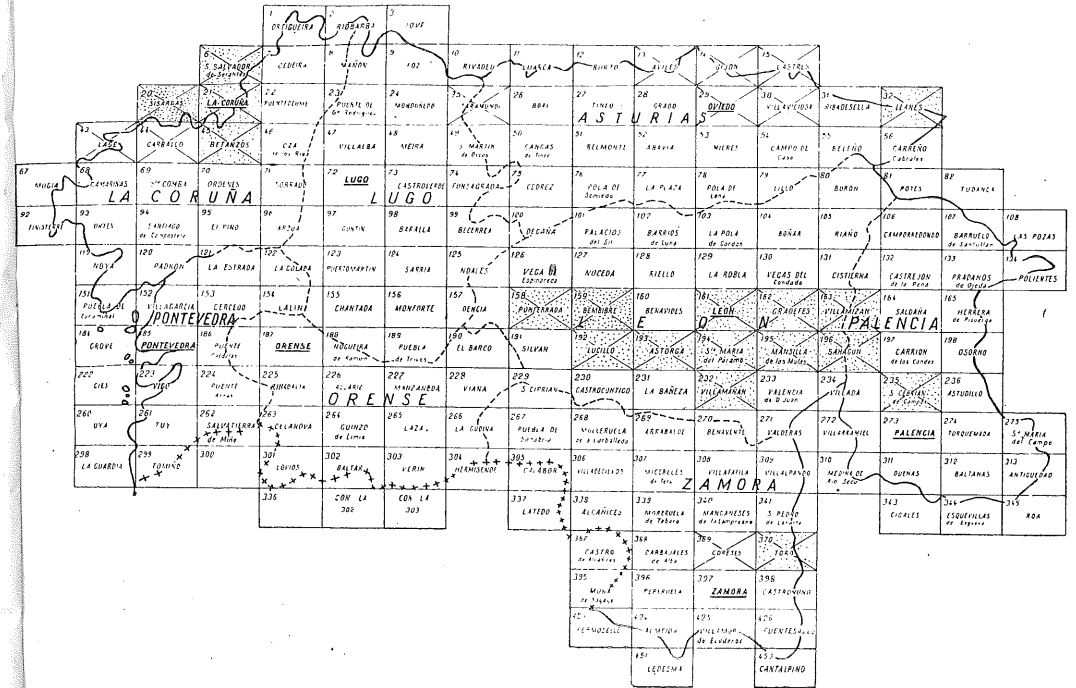 1 2 3
ORTIGUEIRA RIOBARBA JOVE
6 7 8 9 10 11 12 13 14 15
S. SALVADOR de Serantes CEDEIRA MAÑON FOZ RIVADEO LUARCA BUSTO AVILES GIJON LASTRES
20 21 22 23 24 25 26 27 28 29 30 31 32
SISARGAS LA CORUÑA PUENTEDEUME PUENTE DE Gª Rodriguez MONDOÑEDO TARAMUNDI BOAL TINEO GRADO OVIEDO VILLAVICIOSA RIBADESELLA LLANES
ASTURIAS
43 44 45 46 47 48 49 50 51 52 53 54 55 56
LAGE CARBALLO BETANZOS OZA de los Rios VILLALBA MEIRA S. MARTIN de Oscos CANGAS de Tineo BELMONTE MIERES CAMPO DE Caso BELEÑO CARREÑO Cabrales
67 68 69 70 71 72 73 74 75 76 77 78 79 80 81 82
MUGIA CAMARIÑAS Sta COMBA ORDENES LUGO CASTROVERDE FONSAGRADA POLA DE Somiedo LA PLAZA POLA DE Lena LILLO BURON POTES TUDANCA
LA CORUÑA LUGO
92 93 94 95 96 97 98 99 100 101 102 103 104 105 106 107 108
FINISTERRE OUTES SANTIAGO de Compostela EL PINO ARZUA GUNTIN BARALLA BECERREA DEGAÑA PALACIOS del Sil BARRIOS de Luna LA POLA de Gordon BOÑAR RIAÑO CAMPORREDONDO BARRUELO de Santullan LAS ROZAS
119 120 121 122 123 124 125 126 127 128 129 130 131 132 133 134
NOYA PADRON LA ESTRADA LA GOLADA PUERTOMARTIN SARRIA NOALES VEGA Espinareda NOCEDA RIELLO LA ROBLA VEGAS DEL Condado CISTIERNA CASTREJON de la Peña PRADANOS de Ojeda POLIENTES
151 152 153 154 155 156 157 158 159 160 161 162 163 164 165
PUEBLA DE Caramiñal VILLAGARCIA CERCEDO LALIN CHANTADA MONFORTE OENCIA PONFERRADA BEMBIBRE BENAVIDES LEON GRADEFES VILLAMIZAR SALDAÑA HERRERA de Pisuerga
PONTEVEDRA LEON PALENCIA
184 185 186 187 188 189 190 191 192 193 194 195 196 197 198
GROVE PONTEVEDRA PUENTE Caldelas ORENSE NOGUEIRA de Ramuin PUEBLA de Trives EL BARCO SILVAN LUCILLO ASTORGA Sta MARIA del Páramo MANSILLA de las Mulas SAHAGUN CARRION de los Condes OSORNO
222 223 224 225 226 227 228 229 230 231 232 233 234 235 236
CIES VIGO PUENTE Areas RIVADAVIA ALLARIZ MANZANEDA VIANA S. CIPRIAN CASTROCONTIGO LA BAÑEZA VILLAMAÑAN VALENCIA de D Juan VILLADA S. CEBRIAN de Campos ASTUDILLO
ORENSE
260 261 262 263 264 265 266 267 268 269 270 271 272 273 274 275
OYA TUY SALVATIERRA de Miño CELANOVA GUINZO de Limia LAZA. LA GUDIÑA PUEBLA de Sanabria MOLLERUELA de la Carballeda ARRABALDE BENAVENTE VALDERAS VILLARRAMIEL PALENCIA TORQUEMADA Sta MARIA del Campo
298 299 300 301 302 303 304 305 306 307 308 309 310 311 312 313
LA GUARDIA TOMIÑO LOVIOS BALTAR VERIN HERMISENDE CALABOR VILLADECILLOS MICERECES de Tera VILLAFAFILA VILLALPANDO MEDINA DE Rio Seco DUEÑAS BALTANAS ANTIGUEDAD
ZAMORA
336 CON LA 302 CON LA 303 337 338 339 340 341 343 344 345
LATEDO ALCAÑICES MORERUELA de Tabara MANGANESES de la Lampreana S. PEDRO de Latarce CIGALES ESQUEVILLAS de Esgueva ROA
367 368 369 370
CASTRO de Alcañices CARBAJALES de Alba CORESES TORO
395 396 397 398
MUGA de Sayago PERERUELA ZAMORA CASTRONUÑO
424 425 426
FERMOSELLE ALMEIDA VILLAMOR de Escuderos FUENTESAUCO
451 453
LEDESMA CANTALPINO